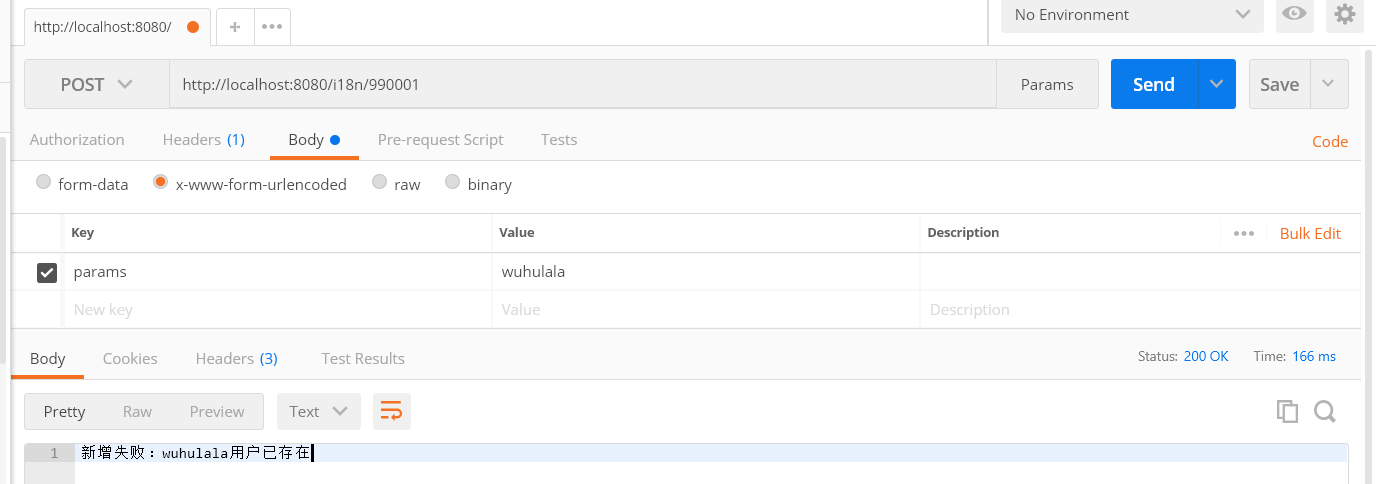 http://localhost:8080/
No Environment
POST http://localhost:8080/i18n/990001 Params Send Save
Authorization Headers (1) Body Pre-request Script Tests Code
form-data x-www-form-urlencoded raw binary
Key Value Description Bulk Edit
params wuhulala
New key Value Description
Body Cookies Headers (3) Test Results Status: 200 OK Time: 166 ms
Pretty Raw Preview Text
1 新增失败：wuhulala用户已存在